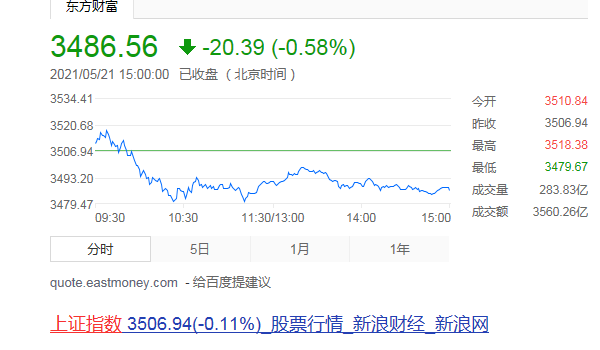 东方财富
3486.56 -20.39 (-0.58%)
2021/05/21 15:00:00 已收盘（北京时间）
3534.41
3520.68
3506.94
3493.20
3479.47
09:30 10:30 11:30/13:00 14:00 15:00
今开 3510.84
昨收 3506.94
最高 3518.38
最低 3479.67
成交量 283.83亿
成交额 3560.26亿
分时 5日 1月 1年
quote.eastmoney.com - 给百度提建议
上证指数 3506.94(-0.11%)_股票行情_新浪财经_新浪网